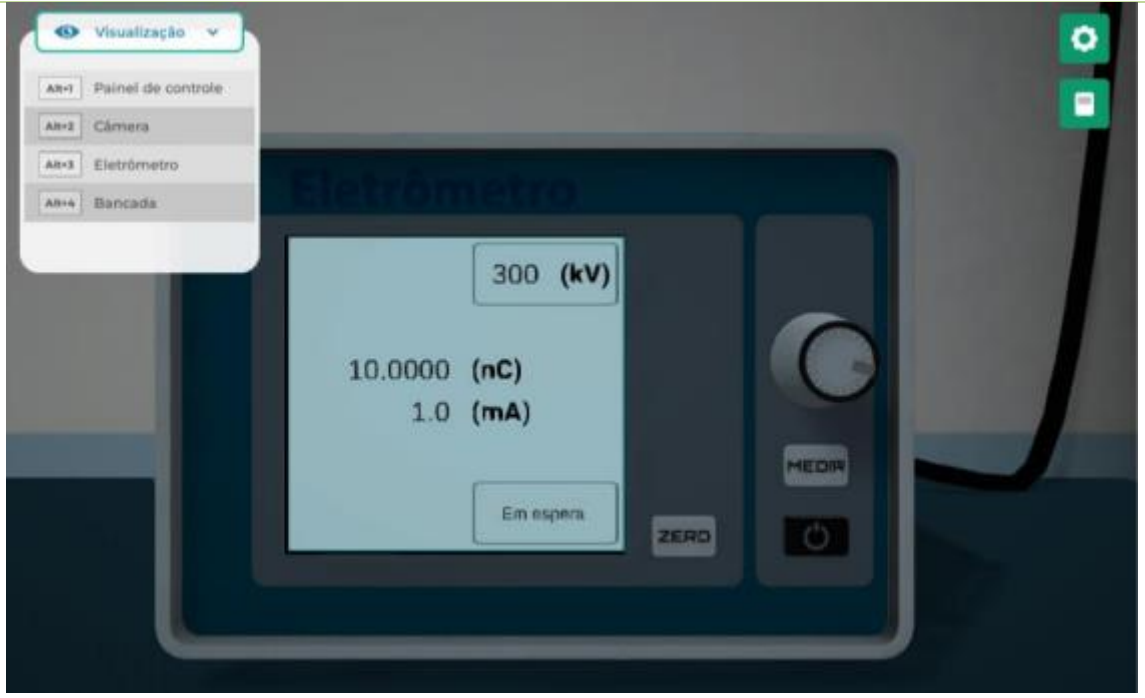 Visualização
Alt+1 Painel de controle
Alt+2 Câmera
Alt+3 Eletrômetro
Alt+4 Bancada
Eletrômetro
300 (kV)
10.0000 (nC)
1.0 (mA)
Em espera
MEDIR
ZERO